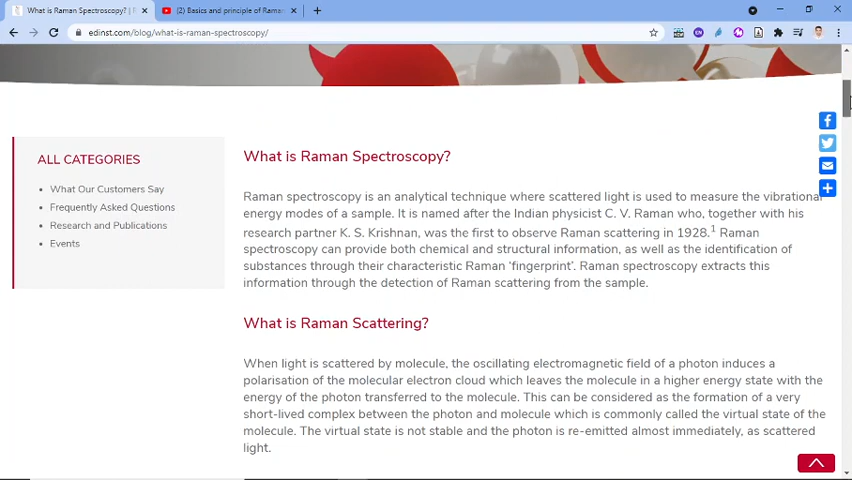 What is Raman Spectroscopy? | R
(2) Basics and principle of Rama
edinst.com/blog/what-is-raman-spectroscopy/
ALL CATEGORIES
What Our Customers Say
Frequently Asked Questions
Research and Publications
Events
What is Raman Spectroscopy?
Raman spectroscopy is an analytical technique where scattered light is used to measure the vibrational
energy modes of a sample. It is named after the Indian physicist C. V. Raman who, together with his
research partner K. S. Krishnan, was the first to observe Raman scattering in 1928.¹ Raman
spectroscopy can provide both chemical and structural information, as well as the identification of
substances through their characteristic Raman ‘fingerprint’. Raman spectroscopy extracts this
information through the detection of Raman scattering from the sample.
What is Raman Scattering?
When light is scattered by molecule, the oscillating electromagnetic field of a photon induces a
polarisation of the molecular electron cloud which leaves the molecule in a higher energy state with the
energy of the photon transferred to the molecule. This can be considered as the formation of a very
short-lived complex between the photon and molecule which is commonly called the virtual state of the
molecule. The virtual state is not stable and the photon is re-emitted almost immediately, as scattered
light.